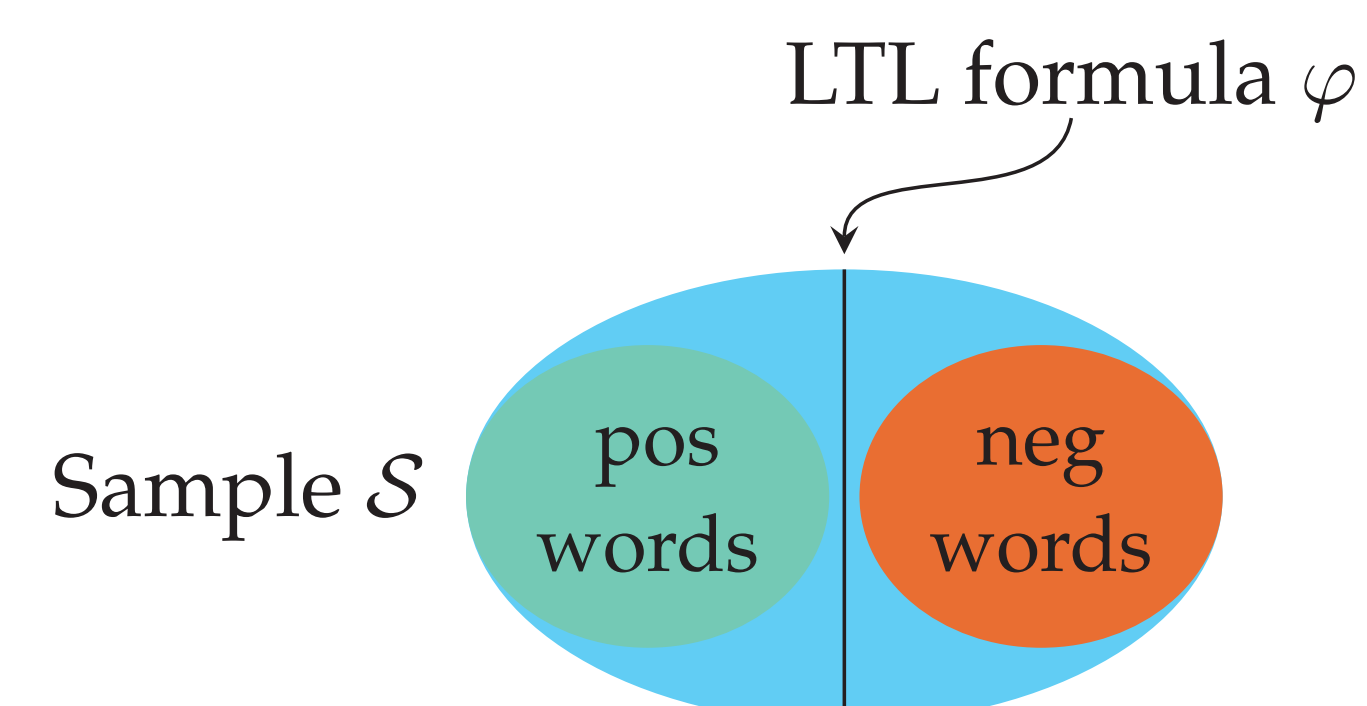 LTL formula φ
Sample 𝒮
pos
words
neg
words